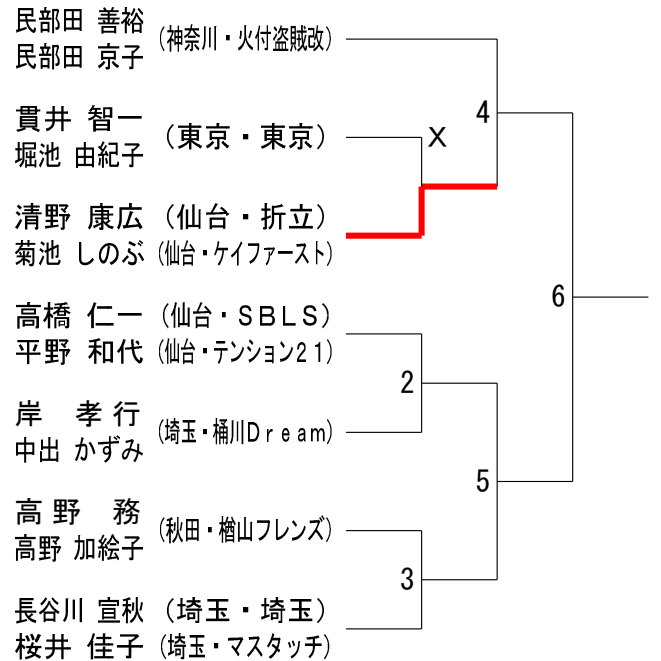 民部田 善裕 (神奈川・火付盗賊改)
民部田 京子
4
貫井 智一 (東京・東京) X
堀池 由紀子
清野 康広 (仙台・折立)
菊池 しのぶ (仙台・ケイファースト)
6
高橋 仁一 (仙台・ＳＢＬＳ)
平野 和代 (仙台・テンション２１)
2
岸 孝行 (埼玉・桶川Ｄｒｅａｍ)
中出 かずみ
5
高野 務 (秋田・楢山フレンズ)
高野 加絵子
3
長谷川 宣秋 (埼玉・埼玉)
桜井 佳子 (埼玉・マスタッチ)